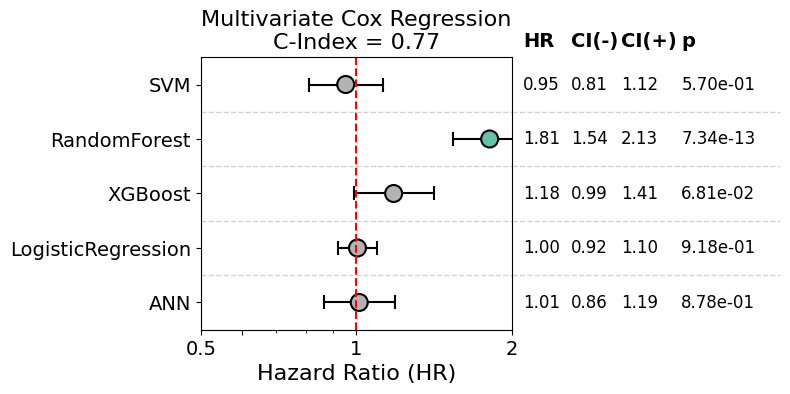 Multivariate Cox Regression
C-Index = 0.77
HR CI(-) CI(+) p
SVM 0.95 0.81 1.12 5.70e-01
RandomForest 1.81 1.54 2.13 7.34e-13
XGBoost 1.18 0.99 1.41 6.81e-02
LogisticRegression 1.00 0.92 1.10 9.18e-01
ANN 1.01 0.86 1.19 8.78e-01
0.5 1 2
Hazard Ratio (HR)